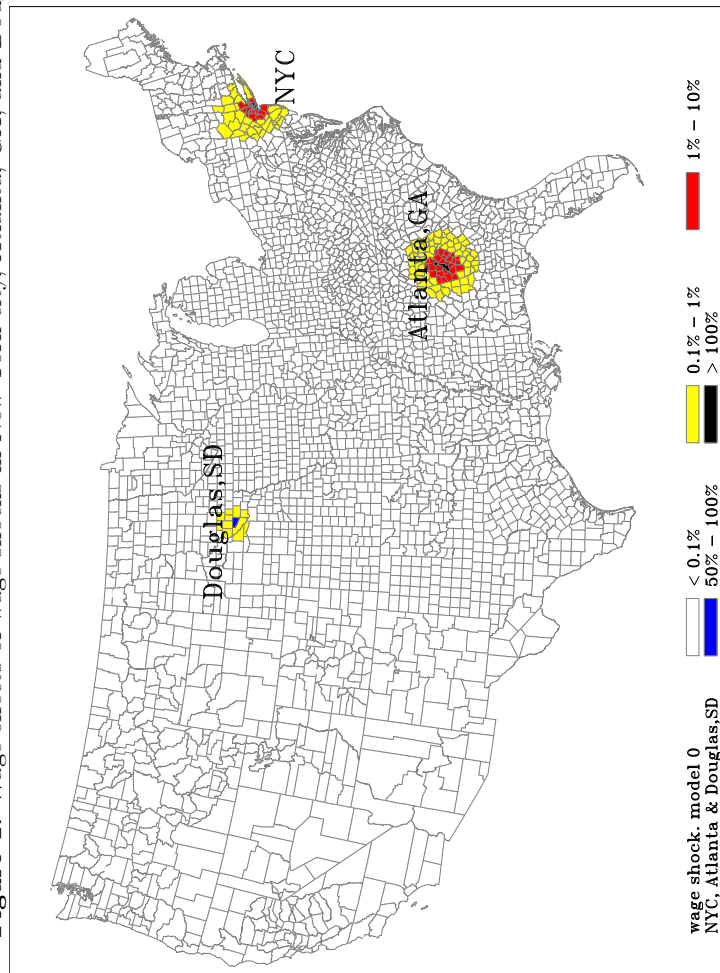 Douglas,SD
NYC
Atlanta,GA
wage shock. model 0 < 0.1% 0.1% − 1% 1% − 10%
NYC, Atlanta & Douglas,SD 50% − 100% > 100%